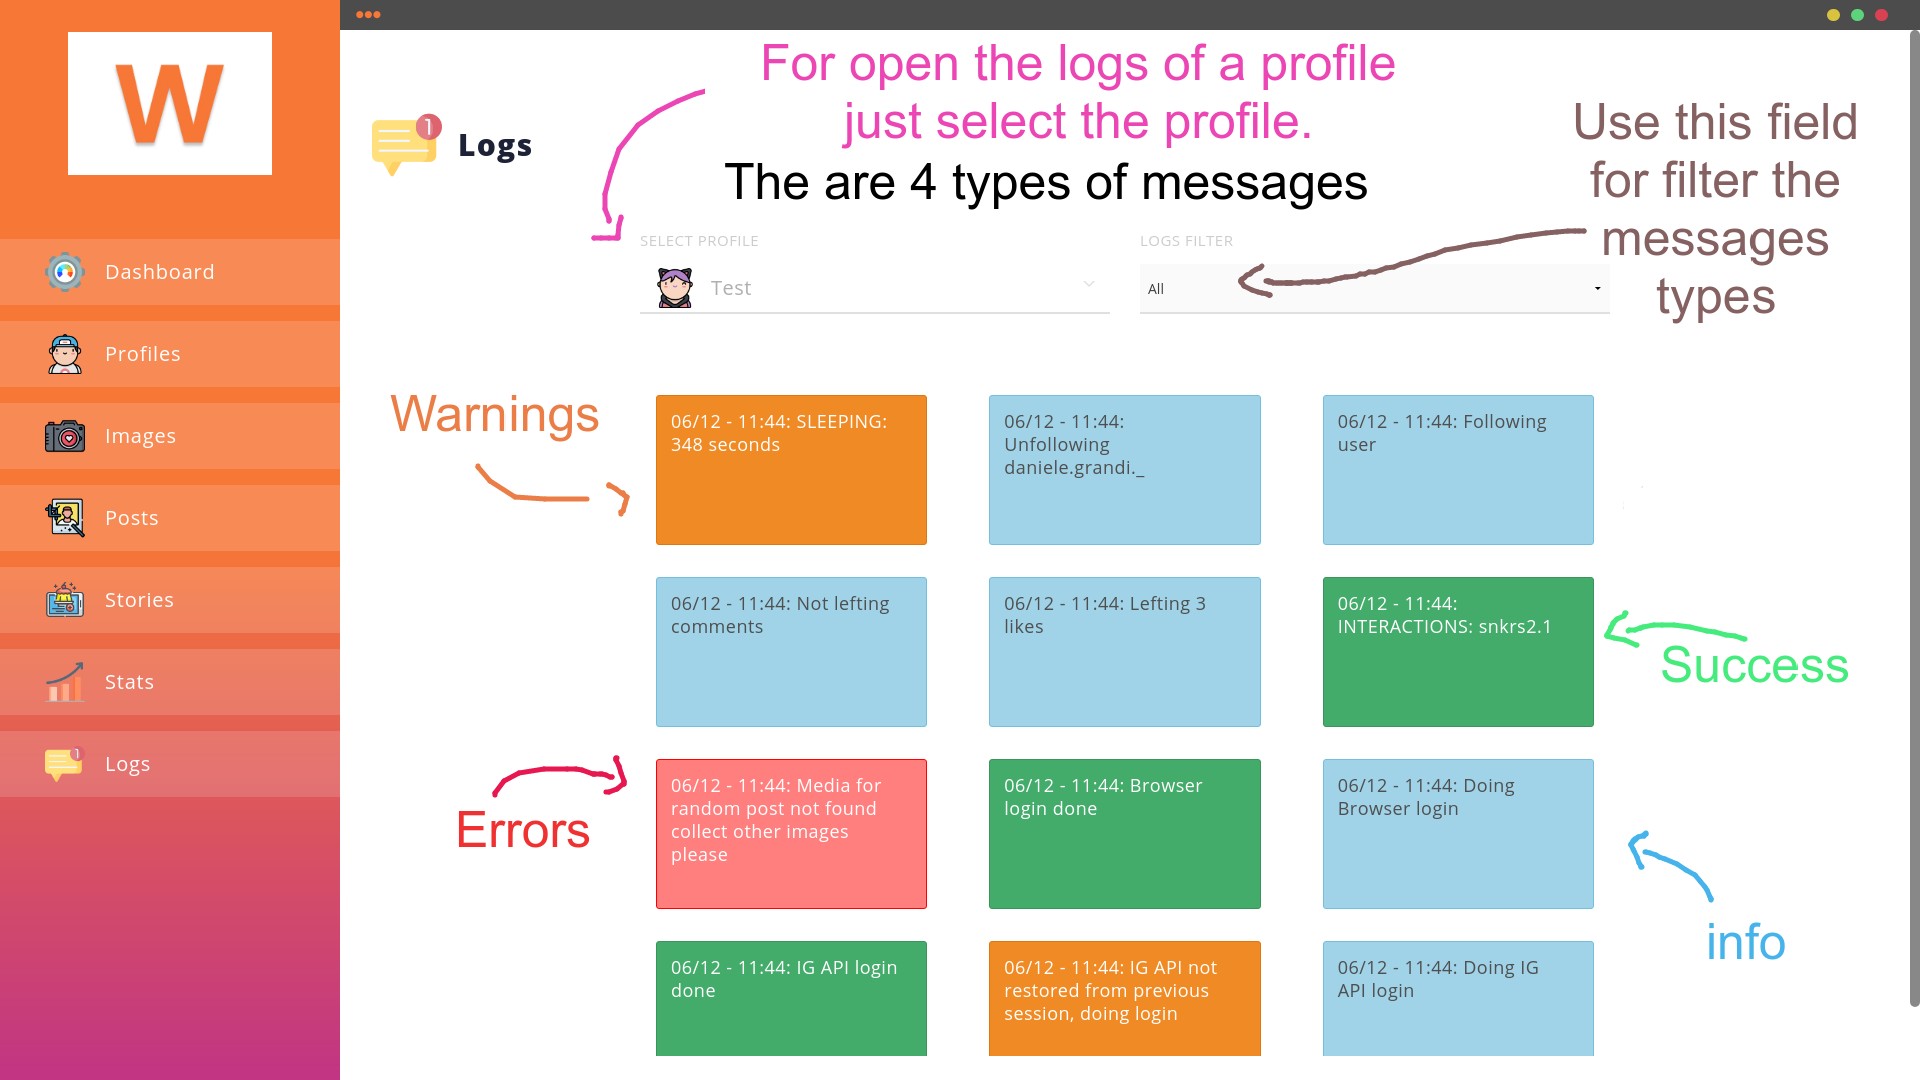 W
Dashboard
Profiles
Images
Posts
Stories
Stats
1
Logs
1
Logs
For open the logs of a profile
just select the profile.
The are 4 types of messages
Use this field
for filter the
messages
types
SELECT PROFILE
Test
LOGS FILTER
All
Warnings
06/12 - 11:44: SLEEPING:
348 seconds
06/12 - 11:44:
Unfollowing
daniele.grandi._
06/12 - 11:44: Following
user
06/12 - 11:44: Not lefting
comments
06/12 - 11:44: Lefting 3
likes
06/12 - 11:44:
INTERACTIONS: snkrs2.1
Success
Errors
06/12 - 11:44: Media for
random post not found
collect other images
please
06/12 - 11:44: Browser
login done
06/12 - 11:44: Doing
Browser login
info
06/12 - 11:44: IG API login
done
06/12 - 11:44: IG API not
restored from previous
session, doing login
06/12 - 11:44: Doing IG
API login